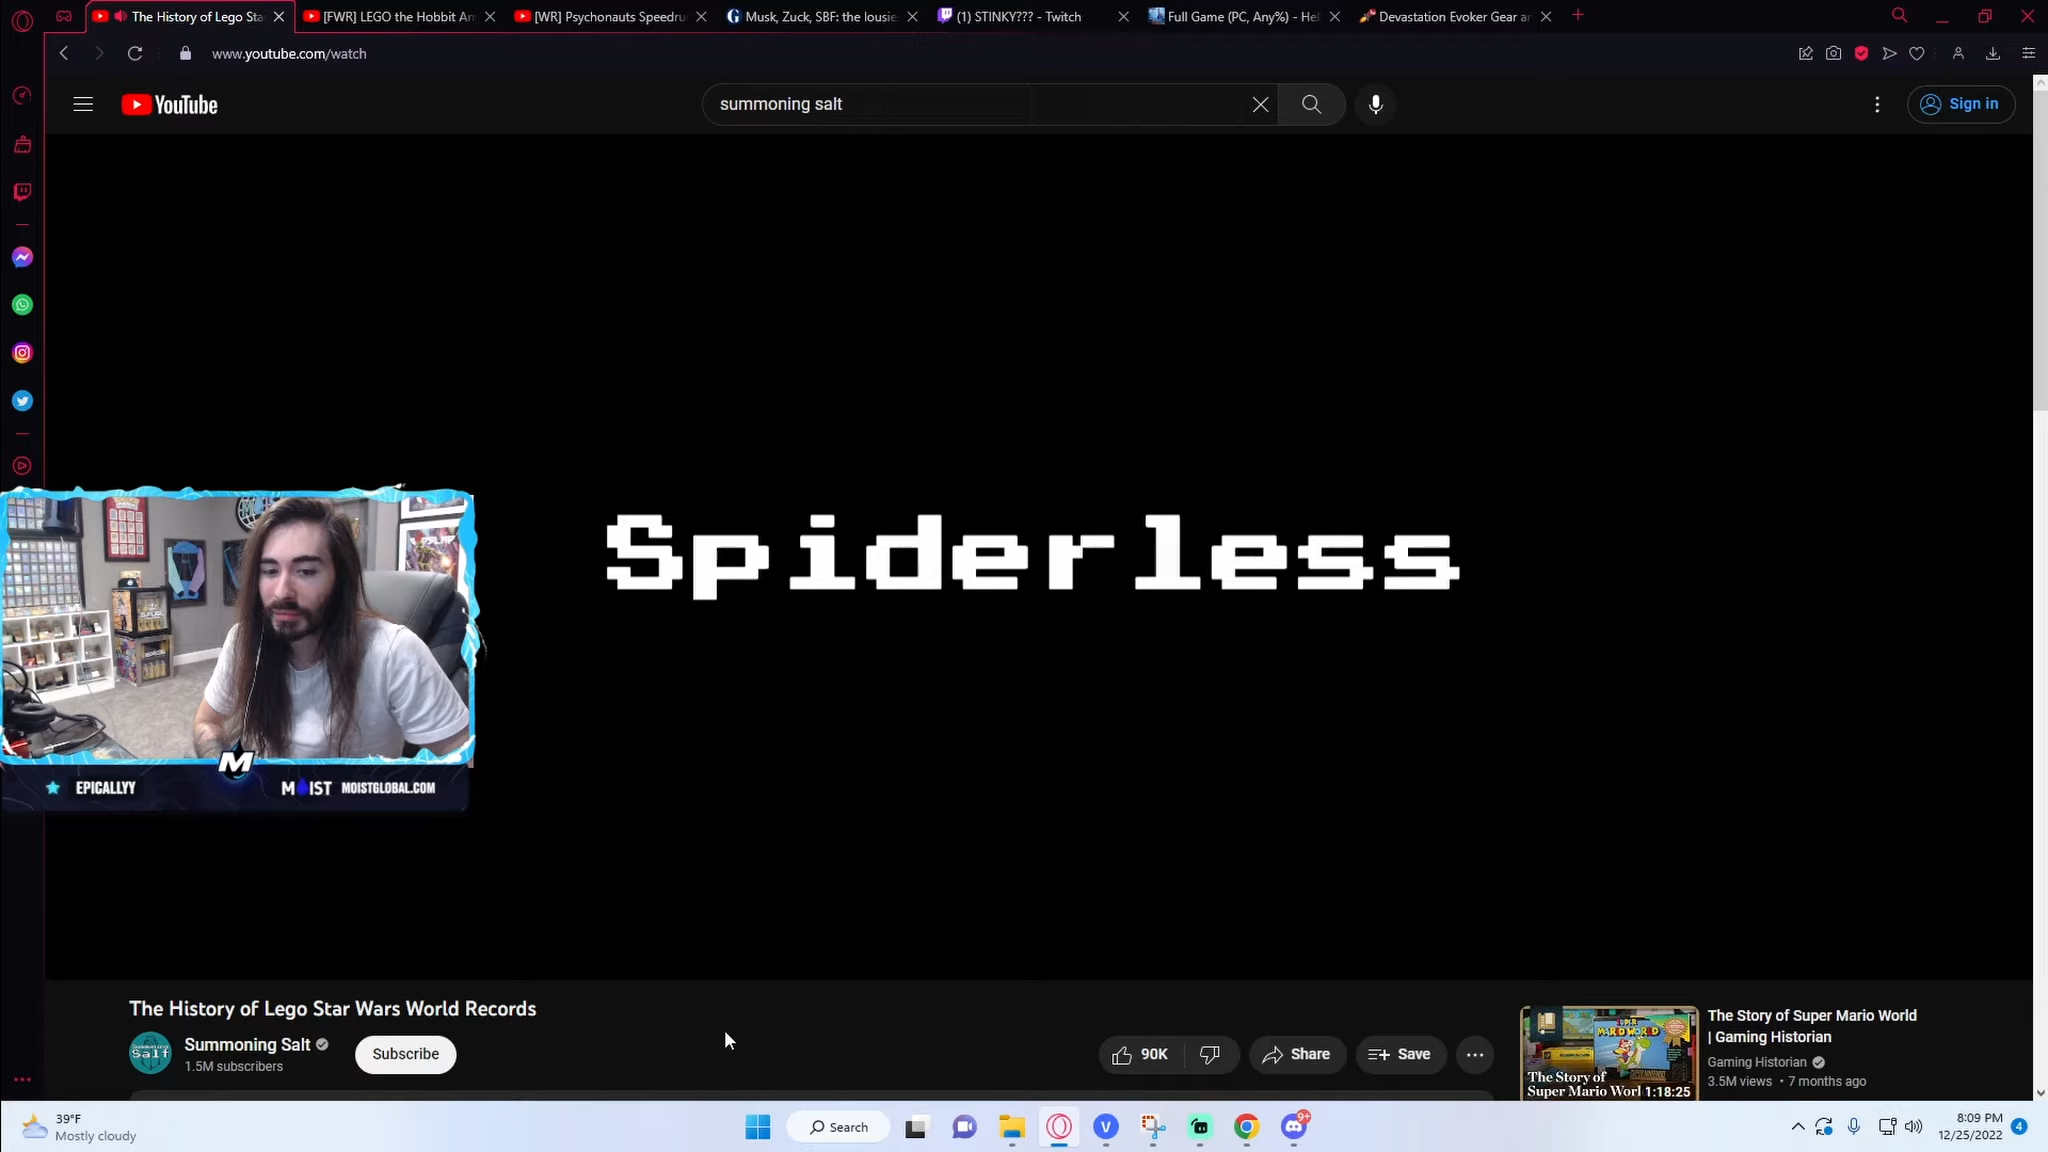 The History of Lego Sta
[FWR] LEGO the Hobbit An
[WR] Psychonauts Speedru
Musk, Zuck, SBF: the lousie
(1) STINKY??? - Twitch
Full Game (PC, Any%) - Hel
Devastation Evoker Gear ar
www.youtube.com/watch
YouTube
summoning salt
Sign in
Spiderless
M
EPICALLYY
MOIST
MOISTGLOBAL.COM
The History of Lego Star Wars World Records
Summoning Salt
Summoning Salt
1.5M subscribers
Subscribe
90K
Share
Save
The Story of
Super Mario Worl
1:18:25
The Story of Super Mario World
| Gaming Historian
Gaming Historian
3.5M views • 7 months ago
39°F
Mostly cloudy
Search
V
9+
8:09 PM
12/25/2022
4